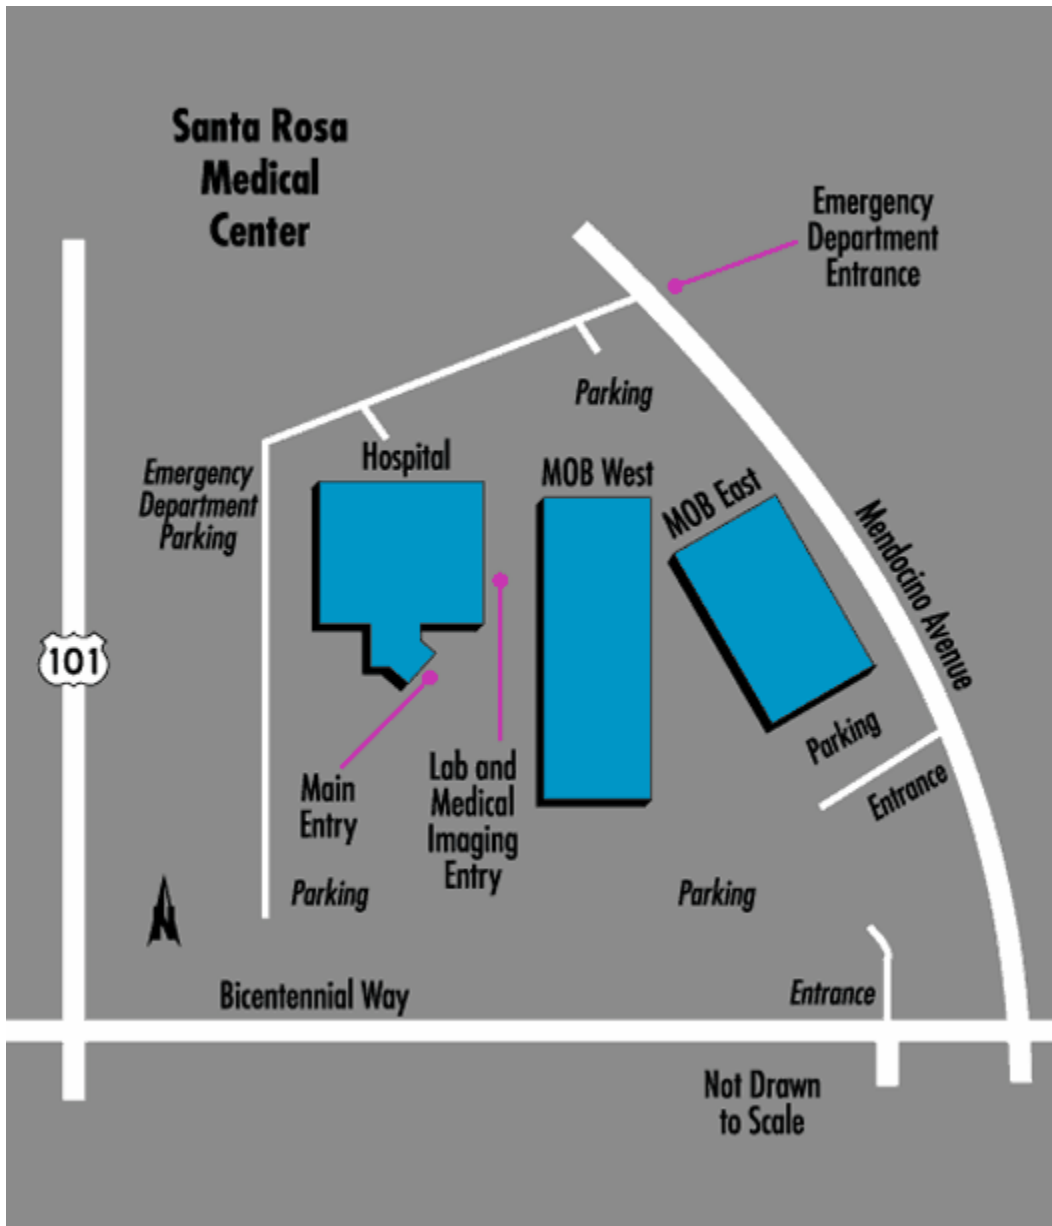 Santa Rosa
Medical
Center
Emergency
Department
Entrance
Parking
Hospital
MOB West
MOB East
Emergency
Department
Parking
Mendocino Avenue
101
Parking
Entrance
Main
Entry
Lab and
Medical
Imaging
Entry
Parking
Parking
N
Bicentennial Way
Entrance
Not Drawn
to Scale